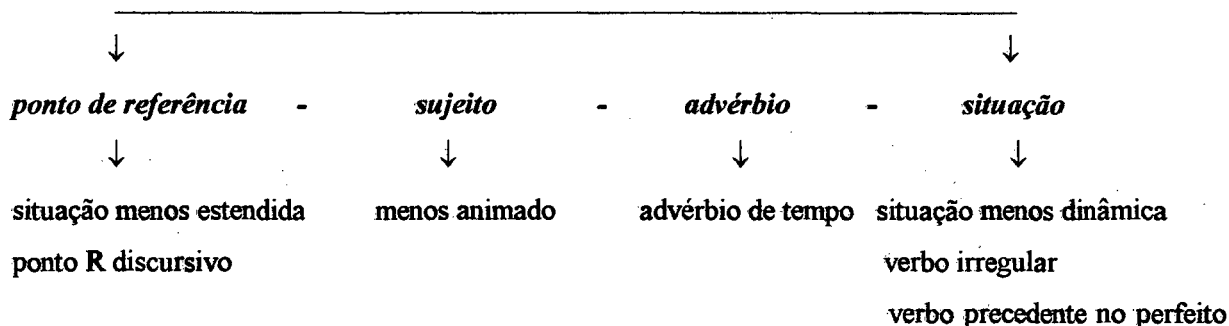 ↓ ↓
ponto de referência - sujeito - advérbio - situação
↓ ↓ ↓ ↓
situação menos estendida menos animado advérbio de tempo situação menos dinâmica
ponto R discursivo verbo irregular
verbo precedente no perfeito